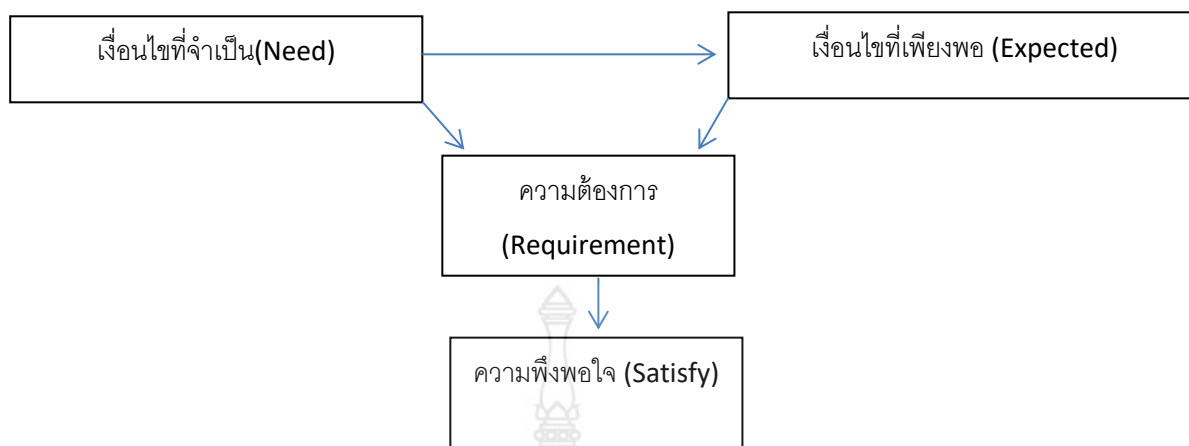 เงื่อนไขที่จำเป็น(Need)
เงื่อนไขที่เพียงพอ (Expected)
ความต้องการ
(Requirement)
ความพึงพอใจ (Satisfy)